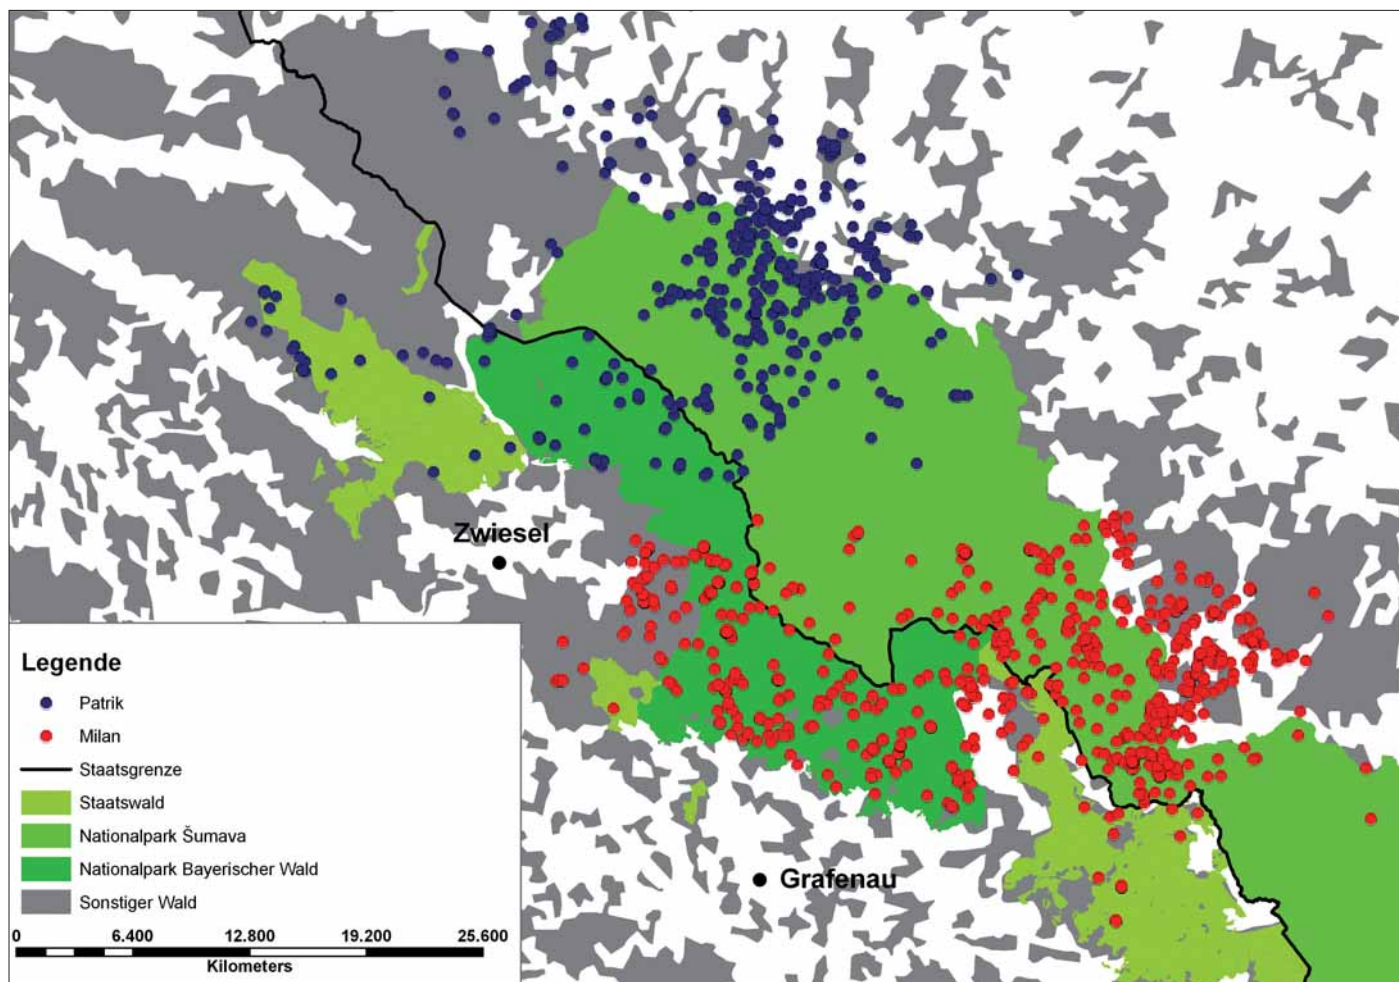 Zwiesel
Grafenau
Legende
Patrik
Milan
Staatsgrenze
Staatswald
Nationalpark Šumava
Nationalpark Bayerischer Wald
Sonstiger Wald
0 6.400 12.800 19.200 25.600
Kilometers